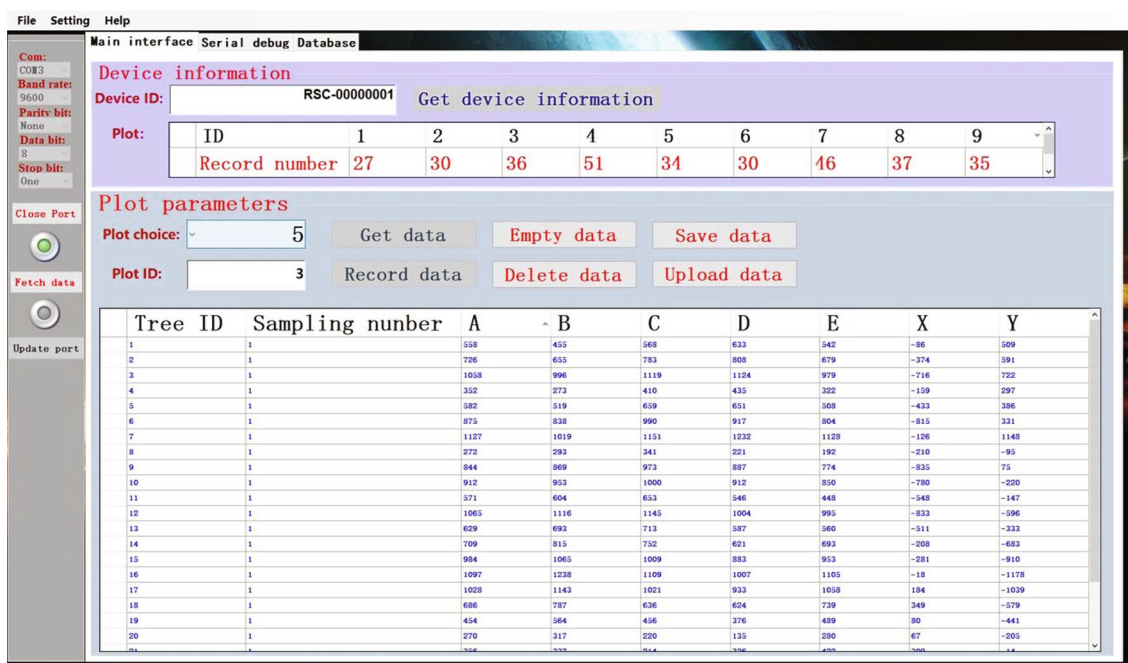 File Setting Help
Main interface Serial debug Database
Com:
COM3
Band rate:
9600
Parity bit:
None
Data bit:
8
Stop bit:
One
Close Port
Fetch data
Update port
Device information
Device ID: RSC-00000001 Get device information
Plot: ID 1 2 3 4 5 6 7 8 9
Record number 27 30 36 51 34 30 46 37 35
Plot parameters
Plot choice: 5 Get data Empty data Save data
Plot ID: 3 Record data Delete data Upload data
Tree ID Sampling nunber A B C D E X Y
1 1 558 455 568 633 542 -86 509
2 1 726 655 783 808 679 -374 591
3 1 1058 996 1119 1124 979 -716 722
4 1 352 273 410 435 322 -159 297
5 1 582 519 659 651 508 -433 386
6 1 875 838 990 917 804 -815 331
7 1 1127 1019 1151 1232 1128 -126 1148
8 1 272 293 341 221 192 -210 -95
9 1 844 869 973 887 774 -835 75
10 1 912 953 1000 912 850 -780 -220
11 1 571 604 653 546 448 -548 -147
12 1 1065 1116 1145 1004 995 -833 -596
13 1 629 693 713 587 560 -511 -333
14 1 709 815 752 621 693 -208 -683
15 1 984 1065 1009 883 953 -281 -910
16 1 1097 1238 1109 1007 1105 -18 -1178
17 1 1028 1143 1021 933 1058 184 -1039
18 1 686 787 636 624 739 349 -579
19 1 454 564 456 376 489 80 -441
20 1 270 317 220 135 280 67 -205